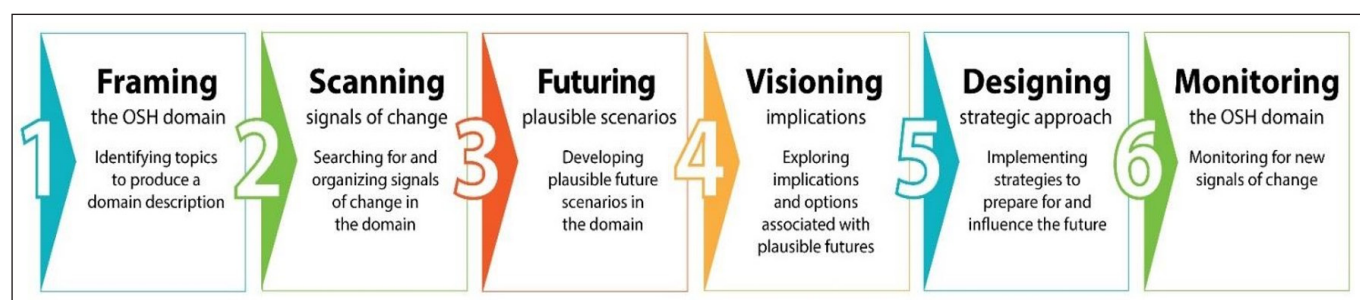 1
Framing
the OSH domain
Identifying topics
to produce a
domain description
2
Scanning
signals of change
Searching for and
organizing signals
of change in
the domain
3
Futuring
plausible scenarios
Developing
plausible future
scenarios in
the domain
4
Visioning
implications
Exploring
implications
and options
associated with
plausible futures
5
Designing
strategic approach
Implementing
strategies to
prepare for and
influence the future
6
Monitoring
the OSH domain
Monitoring for new
signals of change